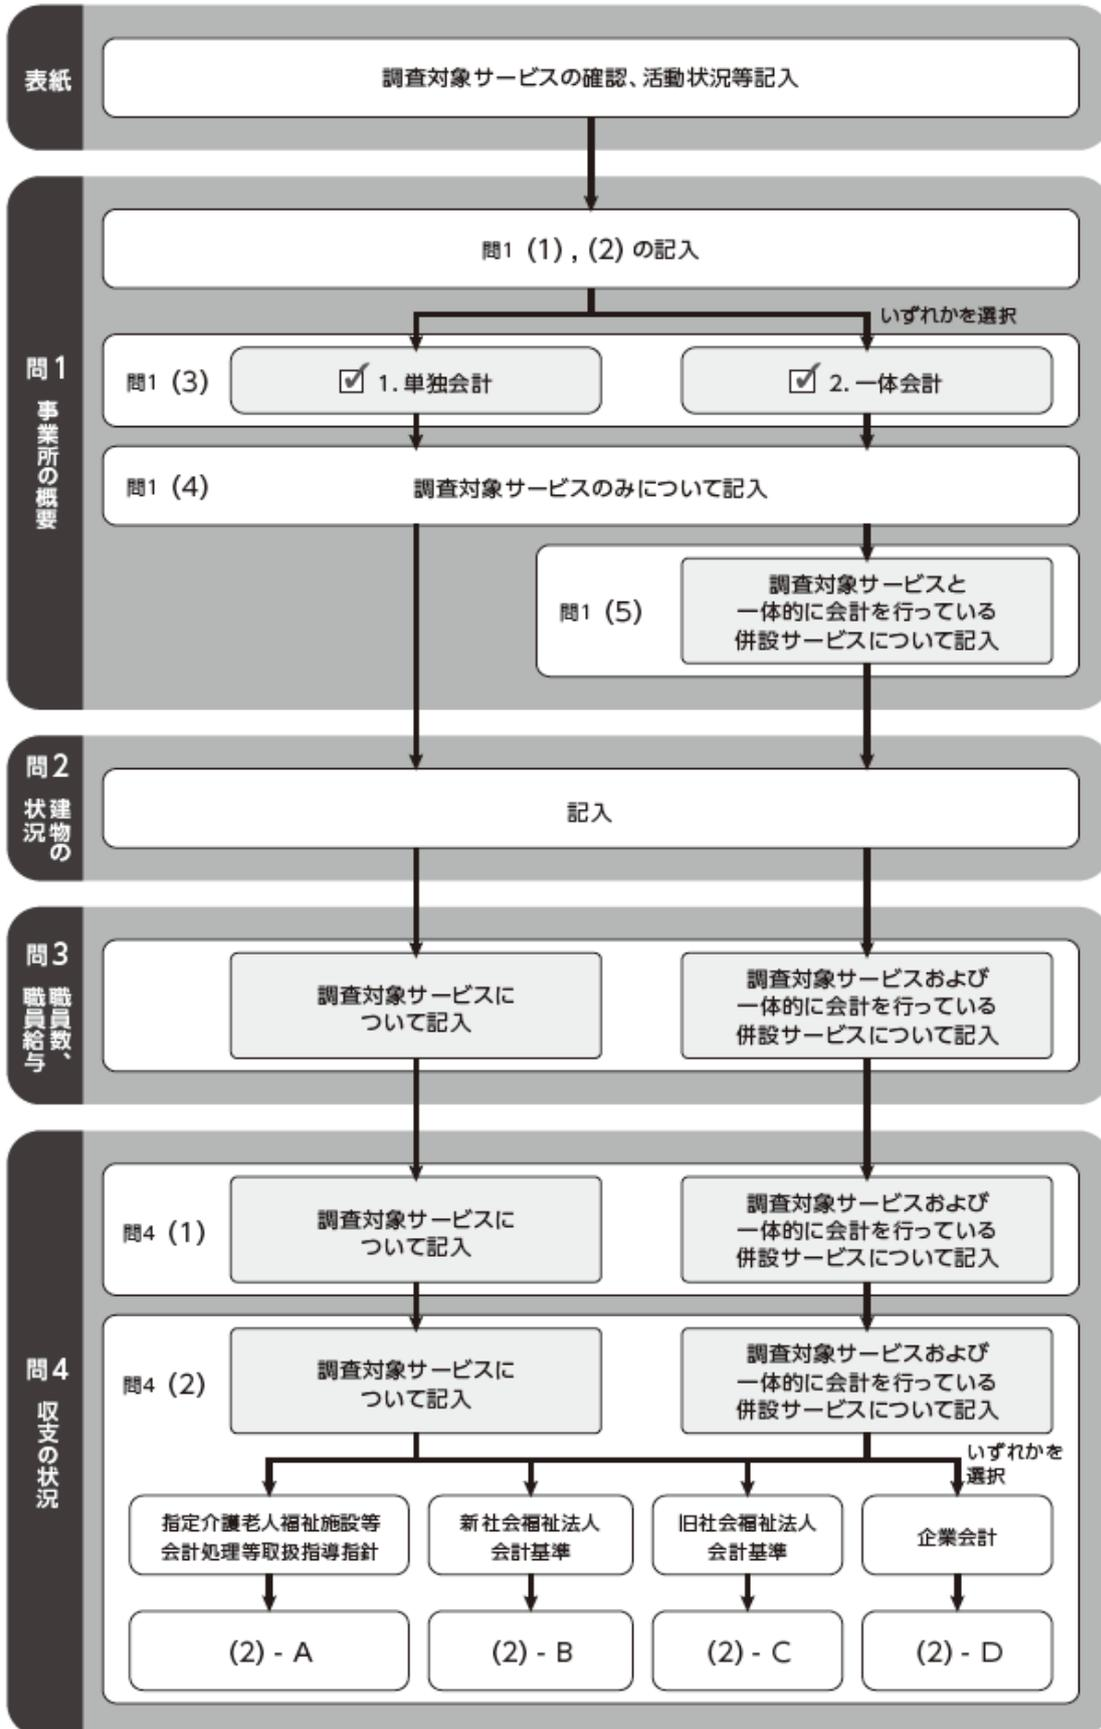 表紙
調査対象サービスの確認、活動状況等記入
問1 事業所の概要
問1 (1) , (2) の記入
いずれかを選択
問1 (3)
1. 単独会計
2. 一体会計
問1 (4)
調査対象サービスのみについて記入
問1 (5)
調査対象サービスと
一体的に会計を行っている
併設サービスについて記入
問2
建物の
状況
記入
問3
職員数、
職員給与
調査対象サービスに
ついて記入
調査対象サービスおよび
一体的に会計を行っている
併設サービスについて記入
問4 収支の状況
問4 (1)
調査対象サービスに
ついて記入
調査対象サービスおよび
一体的に会計を行っている
併設サービスについて記入
問4 (2)
調査対象サービスに
ついて記入
調査対象サービスおよび
一体的に会計を行っている
併設サービスについて記入
いずれかを
選択
指定介護老人福祉施設等
会計処理等取扱指導指針
新社会福祉法人
会計基準
旧社会福祉法人
会計基準
企業会計
(2) - A
(2) - B
(2) - C
(2) - D